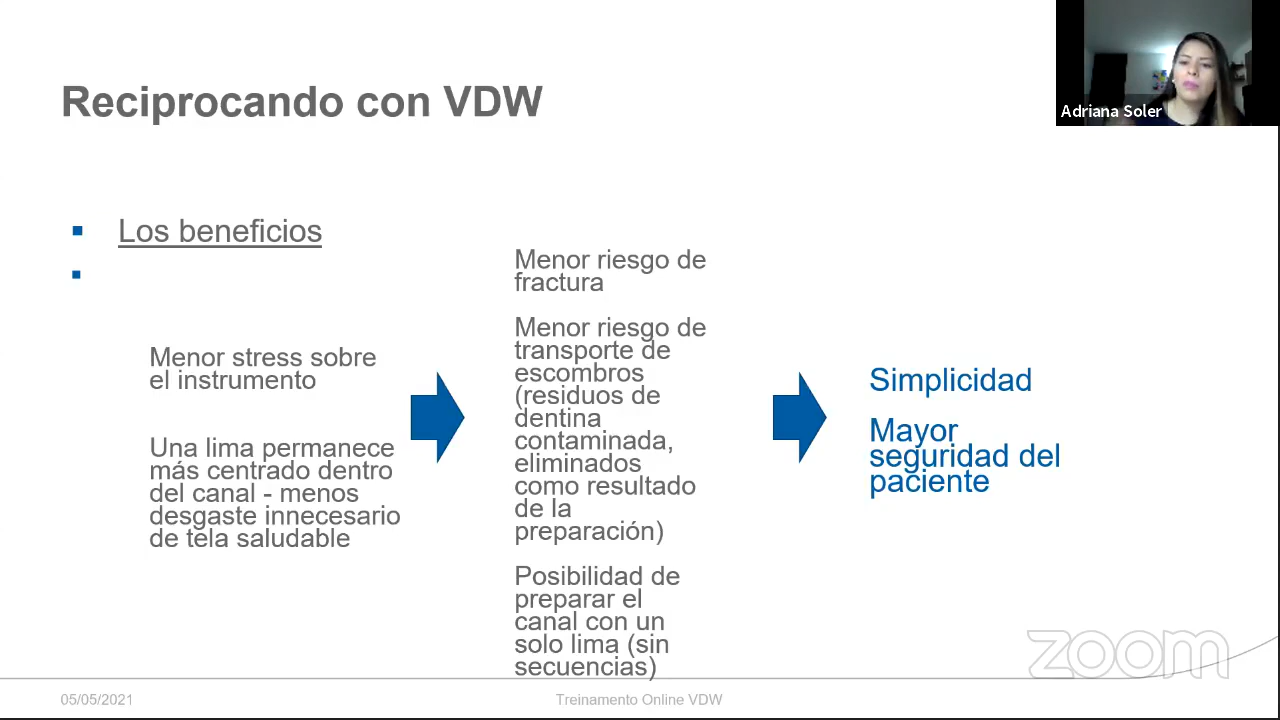 Reciprocando con VDW
Adriana Soler
Los beneficios
Menor stress sobre
el instrumento
Una lima permanece
más centrado dentro
del canal - menos
desgaste innecesario
de tela saludable
Menor riesgo de
fractura
Menor riesgo de
transporte de
escombros
(residuos de
dentina
contaminada,
eliminados
como resultado
de la
preparación)
Posibilidad de
preparar el
canal con un
solo lima (sin
secuencias)
Simplicidad
Mayor
seguridad del
paciente
zoom
05/05/2021
Treinamento Online VDW